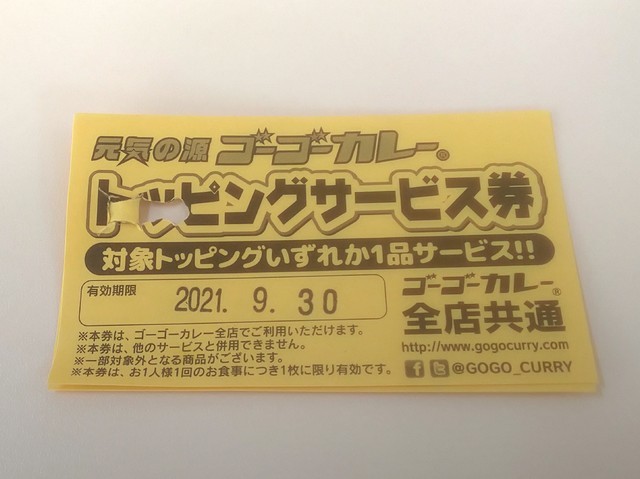 元気の源 ゴーゴーカレー®
トッピングサービス券
対象トッピングいずれか1品サービス!!
有効期限 2021. 9. 30
※本券は、ゴーゴーカレー全店でご利用いただけます。
※本券は、他のサービスと併用できません。
※一部対象外となる商品がございます。
※本券は、お1人様1回のお食事につき1枚に限り有効です。
ゴーゴーカレー®
全店共通
http://www.gogocurry.com
@GOGO_CURRY